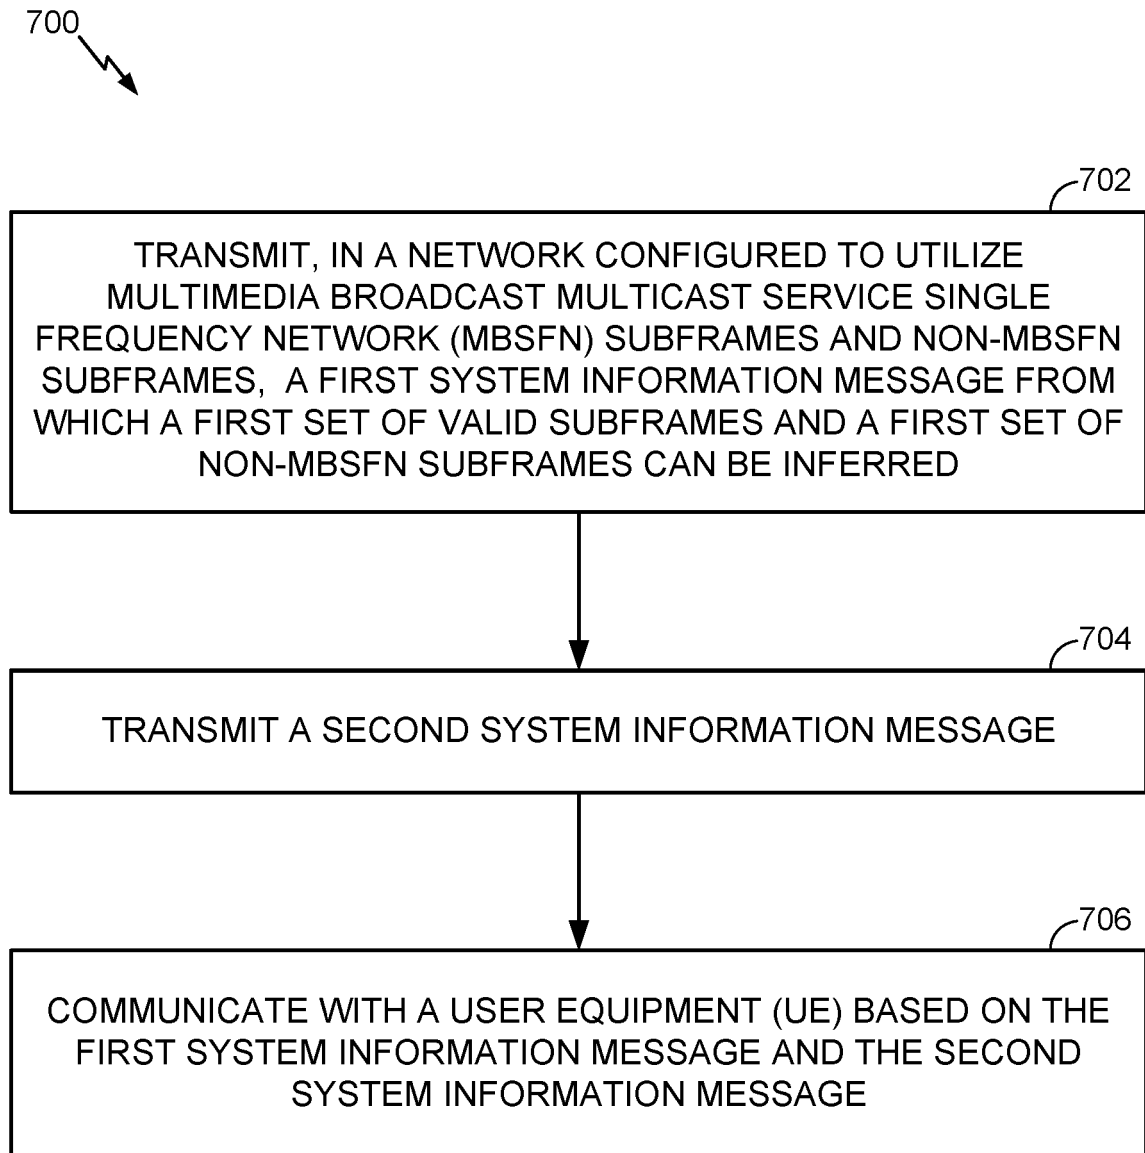 700
702
TRANSMIT, IN A NETWORK CONFIGURED TO UTILIZE
MULTIMEDIA BROADCAST MULTICAST SERVICE SINGLE
FREQUENCY NETWORK (MBSFN) SUBFRAMES AND NON-MBSFN
SUBFRAMES, A FIRST SYSTEM INFORMATION MESSAGE FROM
WHICH A FIRST SET OF VALID SUBFRAMES AND A FIRST SET OF
NON-MBSFN SUBFRAMES CAN BE INFERRED
704
TRANSMIT A SECOND SYSTEM INFORMATION MESSAGE
706
COMMUNICATE WITH A USER EQUIPMENT (UE) BASED ON THE
FIRST SYSTEM INFORMATION MESSAGE AND THE SECOND
SYSTEM INFORMATION MESSAGE